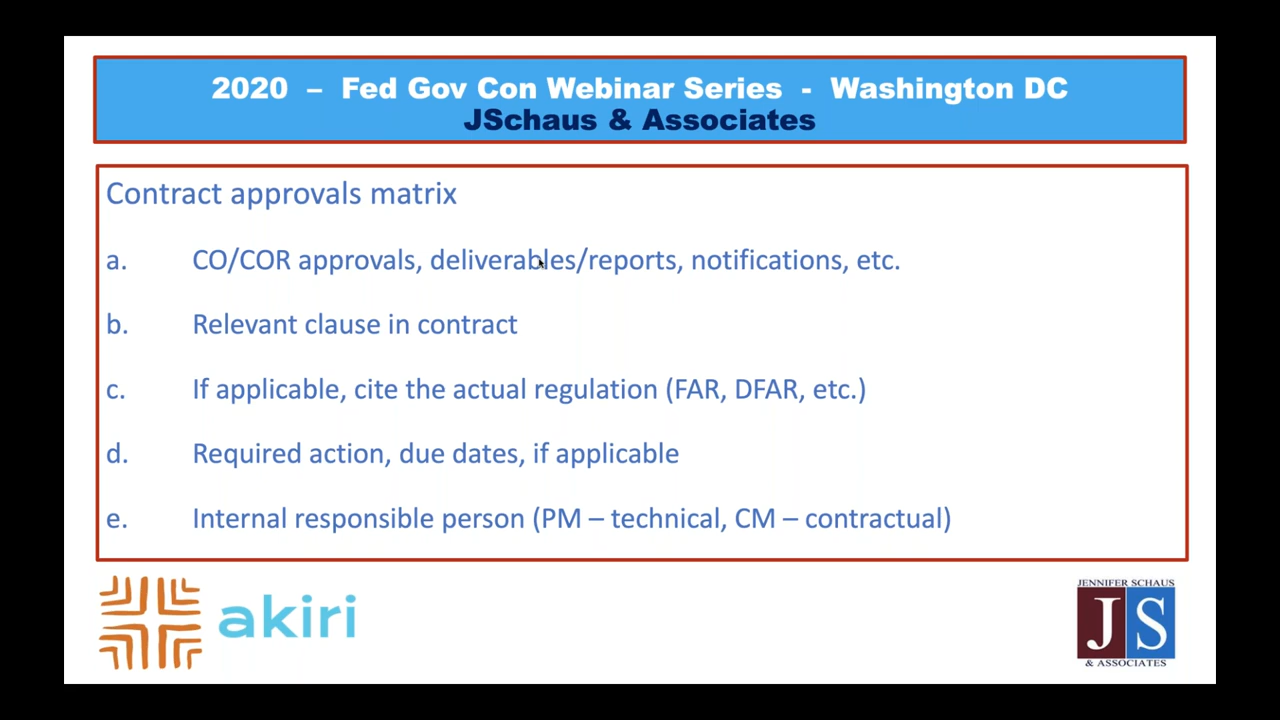 2020 – Fed Gov Con Webinar Series - Washington DC
JSchaus & Associates
Contract approvals matrix
a. CO/COR approvals, deliverables/reports, notifications, etc.
b. Relevant clause in contract
c. If applicable, cite the actual regulation (FAR, DFAR, etc.)
d. Required action, due dates, if applicable
e. Internal responsible person (PM – technical, CM – contractual)
akiri
JENNIFER SCHAUS
JS
& ASSOCIATES